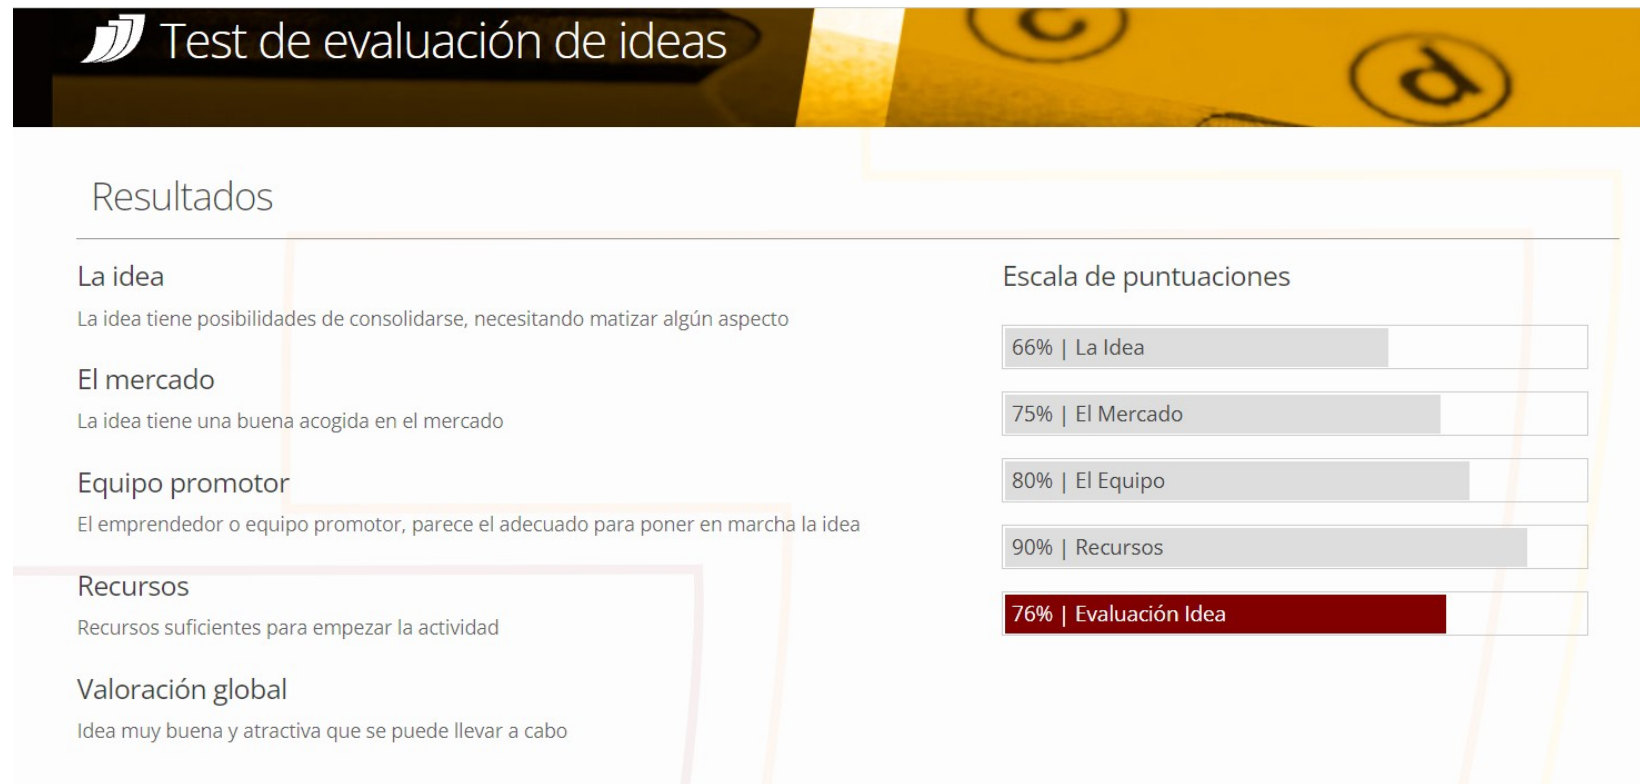 Test de evaluación de ideas
c
d
Resultados
La idea
La idea tiene posibilidades de consolidarse, necesitando matizar algún aspecto
El mercado
La idea tiene una buena acogida en el mercado
Equipo promotor
El emprendedor o equipo promotor, parece el adecuado para poner en marcha la idea
Recursos
Recursos suficientes para empezar la actividad
Valoración global
Idea muy buena y atractiva que se puede llevar a cabo
Escala de puntuaciones
66% | La Idea
75% | El Mercado
80% | El Equipo
90% | Recursos
76% | Evaluación Idea